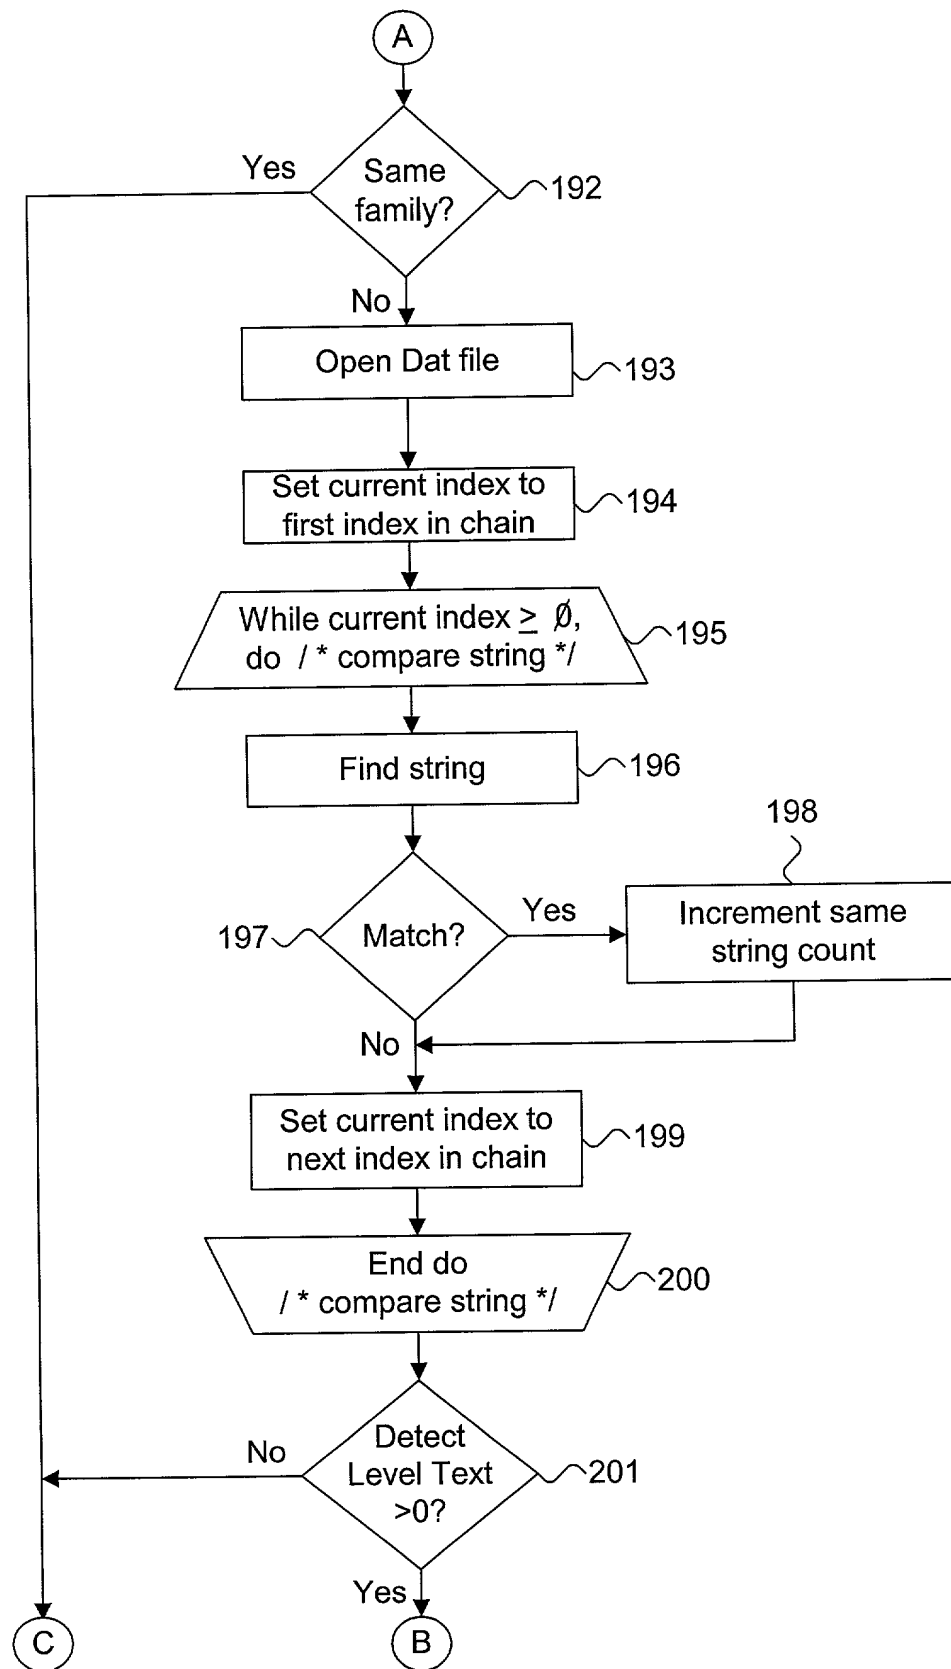 A
Yes
Same
family?
192
No
Open Dat file
193
Set current index to
first index in chain
194
While current index ≥ Ø,
do / * compare string */
195
Find string
196
198
197
Match?
Yes
Increment same
string count
No
Set current index to
next index in chain
199
End do
/ * compare string */
200
No
Detect
Level Text
>0?
201
Yes
C
B